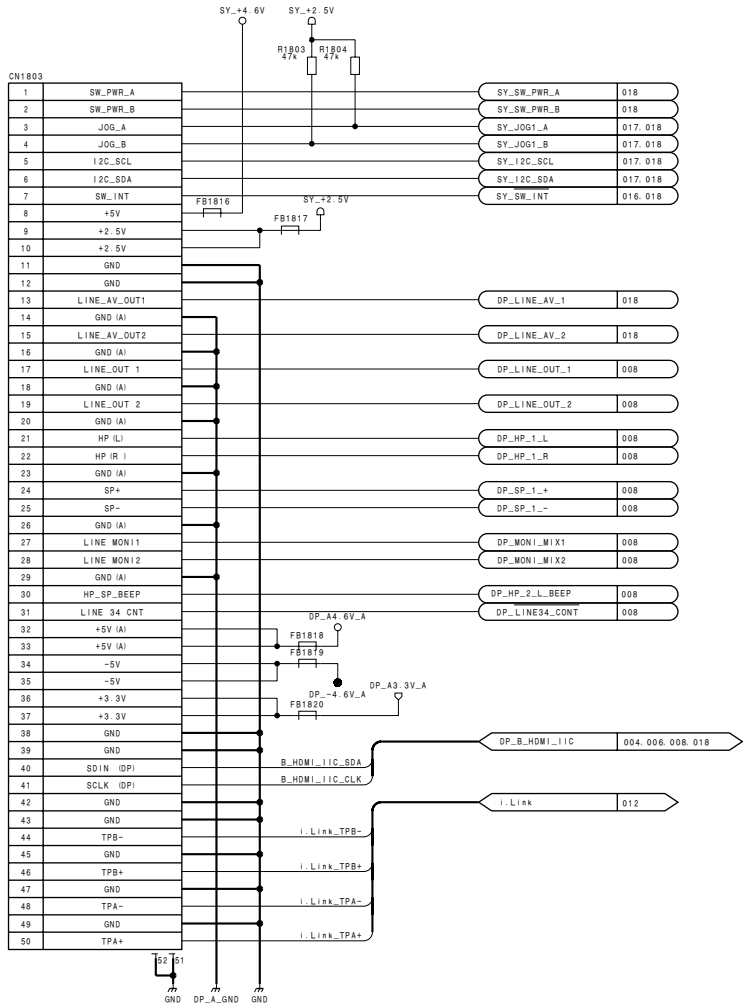 SY_+4.6V SY_+2.5V
R1803 R1804
47k 47k
CN1803
1 SW_PWR_A SY_SW_PWR_A 018
2 SW_PWR_B SY_SW_PWR_B 018
3 JOG_A SY_JOG1_A 017, 018
4 JOG_B SY_JOG1_B 017, 018
5 I2C_SCL SY_I2C_SCL 017, 018
6 I2C_SDA SY_I2C_SDA 017, 018
7 SW_INT SY_SW_INT 016, 018
FB1816 SY_+2.5V
8 +5V
FB1817
9 +2.5V
10 +2.5V
11 GND
12 GND
13 LINE_AV_OUT1 DP_LINE_AV_1 018
14 GND (A)
15 LINE_AV_OUT2 DP_LINE_AV_2 018
16 GND (A)
17 LINE_OUT 1 DP_LINE_OUT_1 008
18 GND (A)
19 LINE_OUT 2 DP_LINE_OUT_2 008
20 GND (A)
21 HP (L) DP_HP_1_L 008
22 HP (R ) DP_HP_1_R 008
23 GND (A)
24 SP+ DP_SP_1_+ 008
25 SP- DP_SP_1_- 008
26 GND (A)
27 LINE MONI1 DP_MONI_MIX1 008
28 LINE MONI2 DP_MONI_MIX2 008
29 GND (A)
30 HP_SP_BEEP DP_HP_2_L_BEEP 008
31 LINE 34 CNT DP_LINE34_CONT 008
DP_A4.6V_A
32 +5V (A)
FB1818
33 +5V (A)
FB1819
34 -5V
35 -5V
DP_-4.6V_A DP_A3.3V_A
36 +3.3V
FB1820
37 +3.3V
38 GND
DP_B_HDMI_IIC 004, 006, 008, 018
39 GND
40 SDIN (DP) B_HDMI_IIC_SDA
41 SCLK (DP) B_HDMI_IIC_CLK
42 GND
i.Link 012
43 GND
44 TPB- i.Link_TPB-
45 GND
46 TPB+ i.Link_TPB+
47 GND
48 TPA- i.Link_TPA-
49 GND
50 TPA+ i.Link_TPA+
52 51
GND DP_A_GND GND